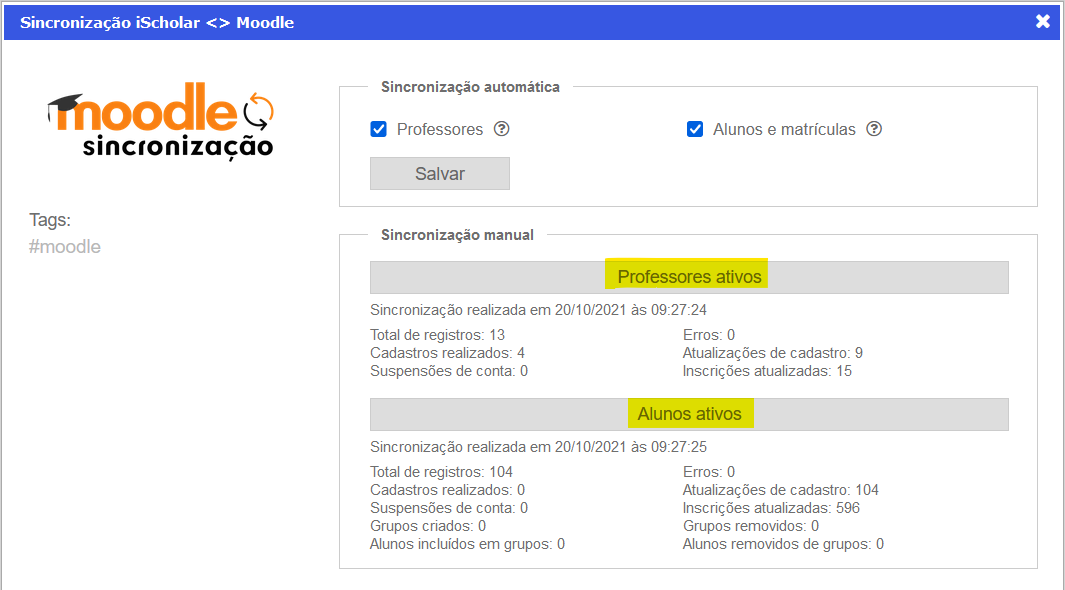 Sincronização iScholar <> Moodle
moodle
sincronização
Tags:
#moodle
Sincronização automática
Professores
Alunos e matrículas
Salvar
Sincronização manual
Professores ativos
Sincronização realizada em 20/10/2021 às 09:27:24
Total de registros: 13
Erros: 0
Cadastros realizados: 4
Atualizações de cadastro: 9
Suspensões de conta: 0
Inscrições atualizadas: 15
Alunos ativos
Sincronização realizada em 20/10/2021 às 09:27:25
Total de registros: 104
Erros: 0
Cadastros realizados: 0
Atualizações de cadastro: 104
Suspensões de conta: 0
Inscrições atualizadas: 596
Grupos criados: 0
Grupos removidos: 0
Alunos incluídos em grupos: 0
Alunos removidos de grupos: 0